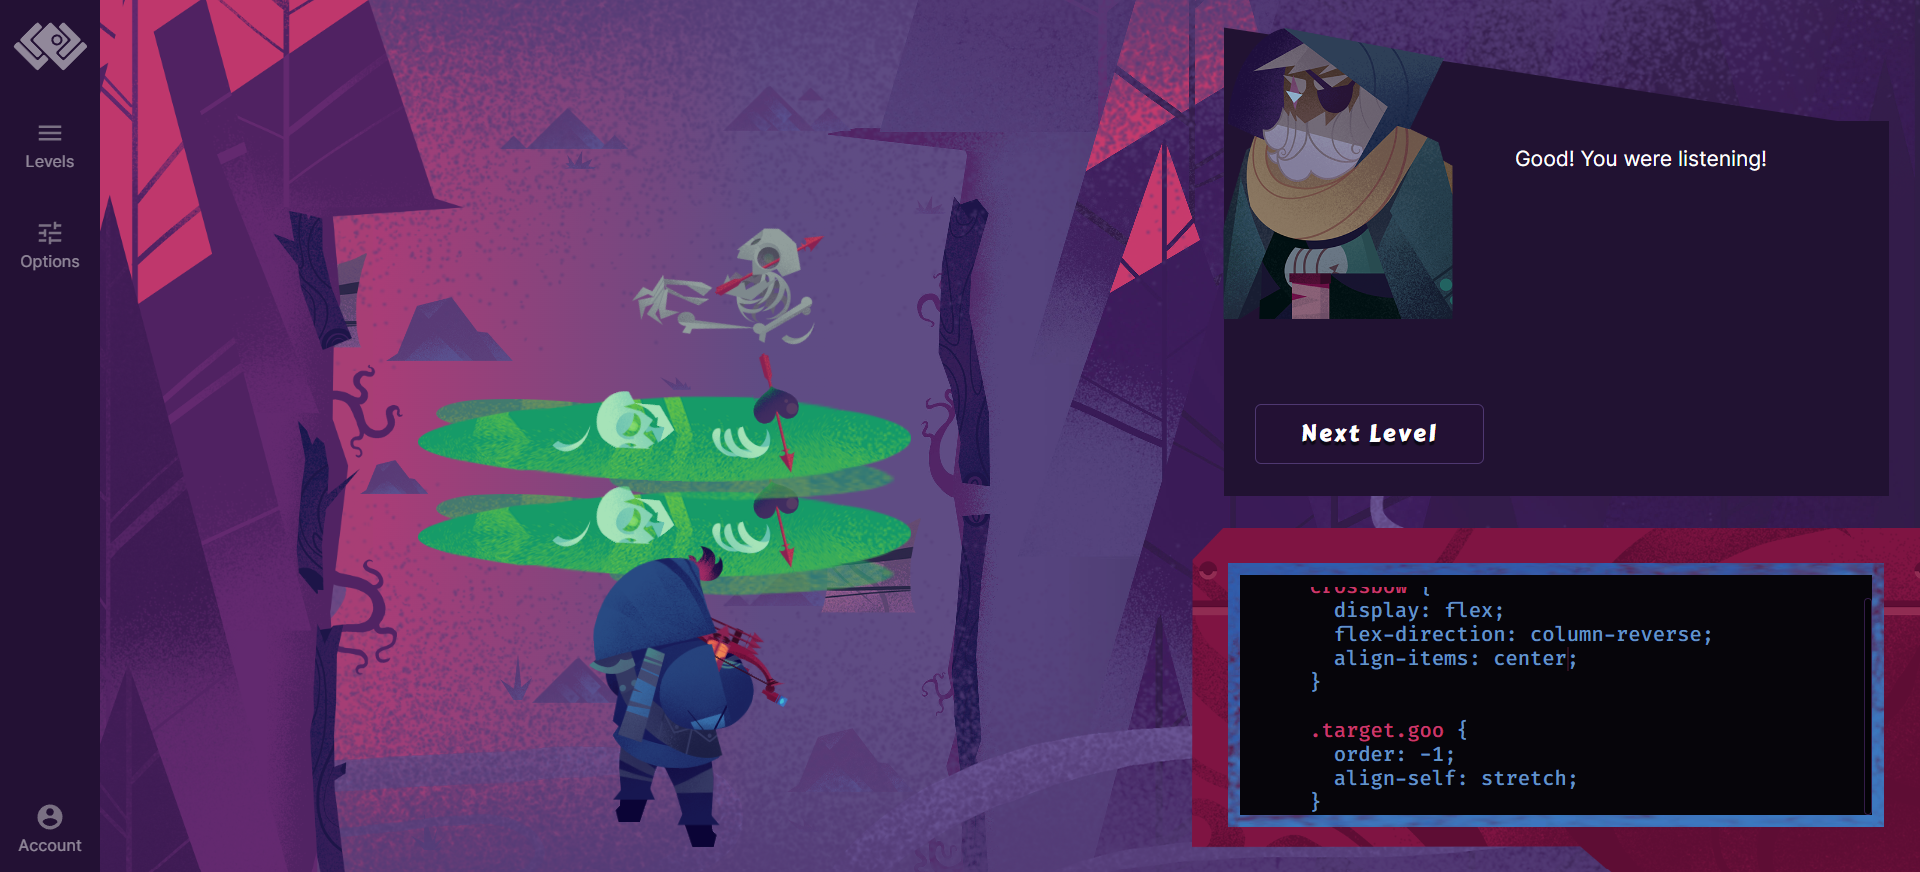 Levels
Options
Account
Good! You were listening!
Next Level
crossbow {
display: flex;
flex-direction: column-reverse;
align-items: center;
}
.target.goo {
order: -1;
align-self: stretch;
}